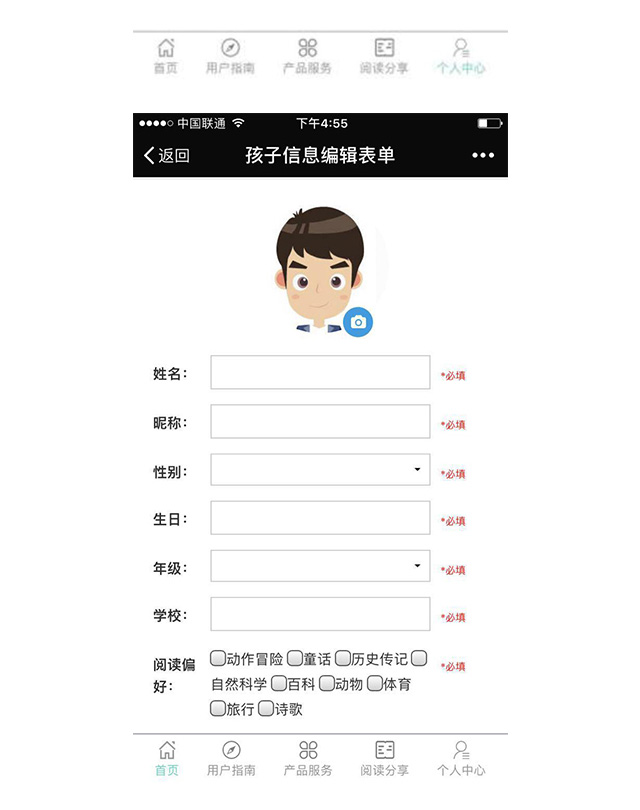 首页 用户指南 产品服务 阅读分享 个人中心
中国联通 下午4:55
返回 孩子信息编辑表单
姓名： *必填
昵称： *必填
性别： *必填
生日： *必填
年级： *必填
学校： *必填
阅读偏好： 动作冒险 童话 历史传记 *必填
自然科学 百科 动物 体育
旅行 诗歌
首页 用户指南 产品服务 阅读分享 个人中心